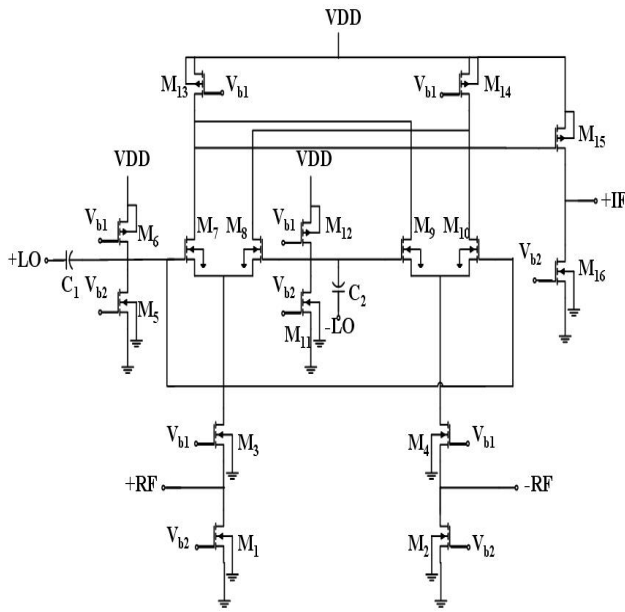 VDD
M13 Vb1
Vb1 M14
M15
VDD
VDD
+IF
Vb1 M6
M7 M8
Vb1 M12
M9 M10
+LO
C1
Vb2 M5
Vb2
C2
Vb2
M16
M11 -LO
Vb1 M3
M4 Vb1
+RF
-RF
Vb2 M1
M2 Vb2